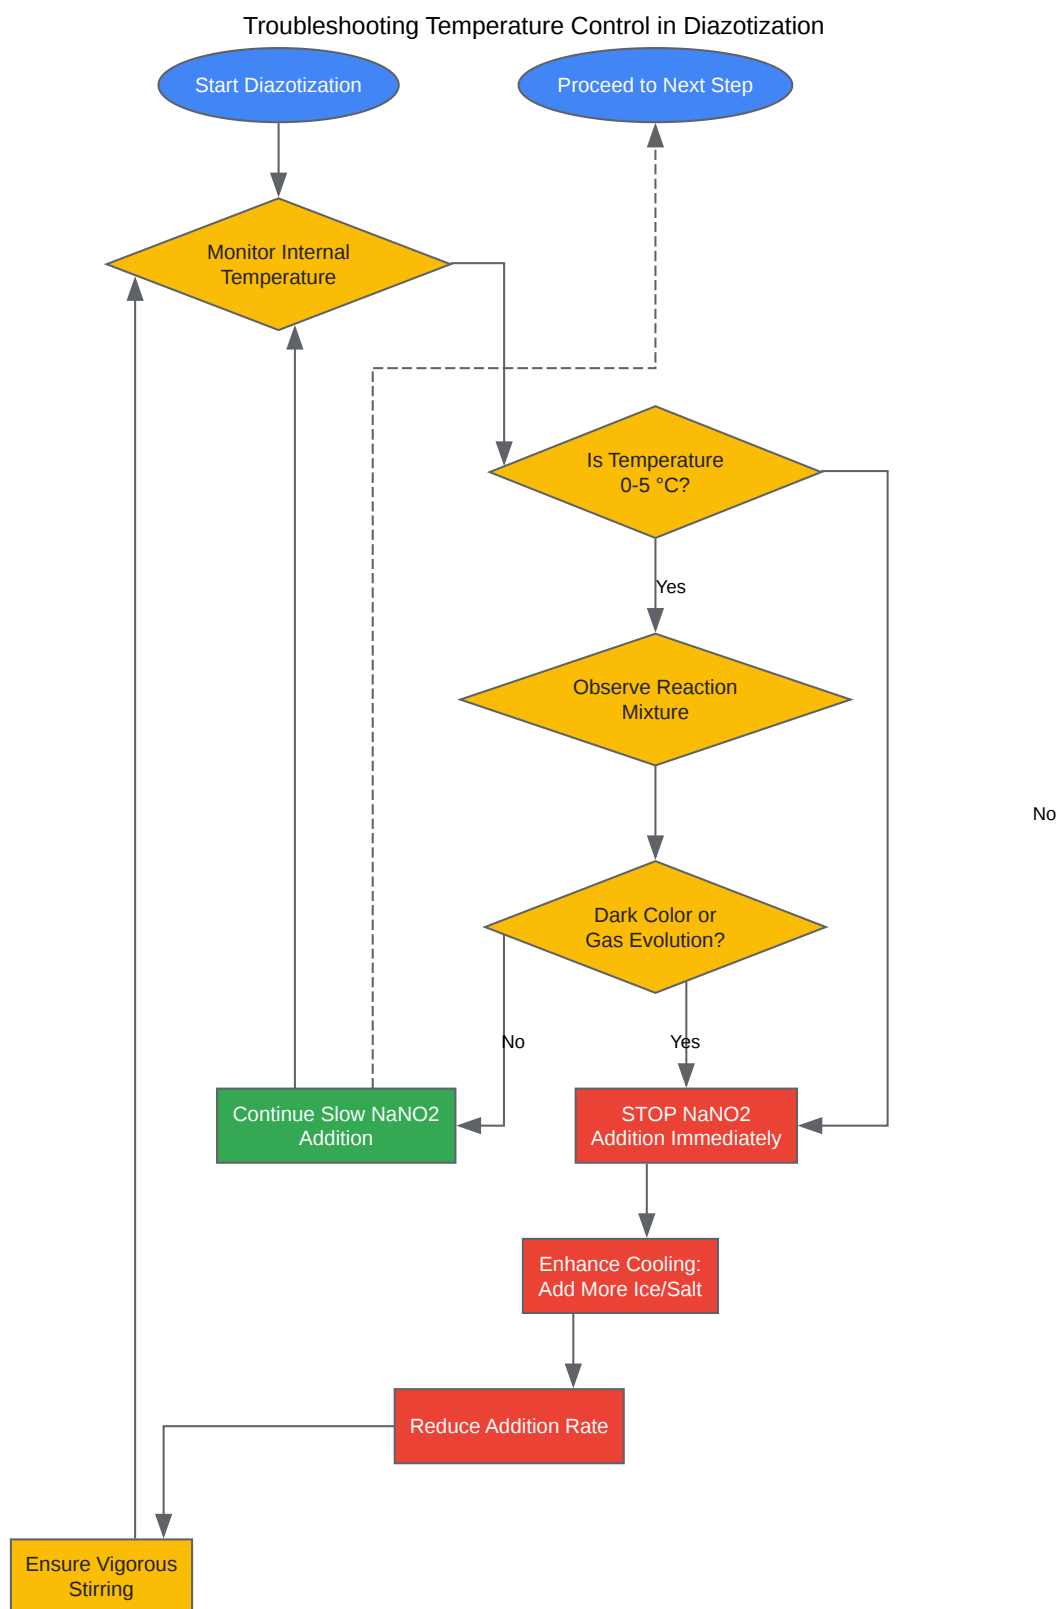 Troubleshooting Temperature Control in Diazotization
Start Diazotization
Proceed to Next Step
Monitor Internal
Temperature
Is Temperature
0-5 °C?
Yes
Observe Reaction
Mixture
No
Dark Color or
Gas Evolution?
No
Yes
Continue Slow NaNO2
Addition
STOP NaNO2
Addition Immediately
Enhance Cooling:
Add More Ice/Salt
Reduce Addition Rate
Ensure Vigorous
Stirring